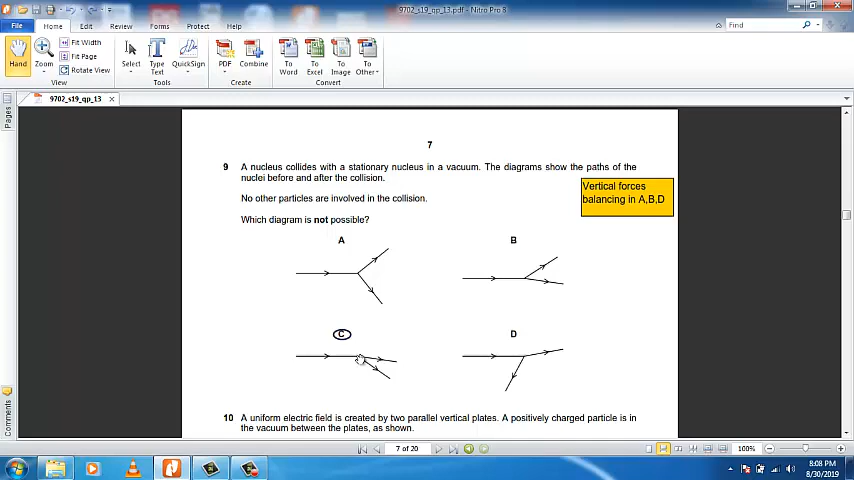 9702_s19_qp_13.pdf - Nitro Pro 8
File
Home
Edit
Review
Forms
Protect
Help
Find
Hand
Zoom
Fit Width
Fit Page
Rotate View
View
Select
Type Text
QuickSign
Tools
PDF
Combine
Create
To Word
To Excel
To Image
To Other
Convert
9702_s19_qp_13
Pages
Comments
7
9 A nucleus collides with a stationary nucleus in a vacuum. The diagrams show the paths of the
nuclei before and after the collision.
No other particles are involved in the collision.
Which diagram is not possible?
Vertical forces
balancing in A,B,D
A
B
C
D
10 A uniform electric field is created by two parallel vertical plates. A positively charged particle is in
the vacuum between the plates, as shown.
7 of 20
100%
8:08 PM
8/30/2019